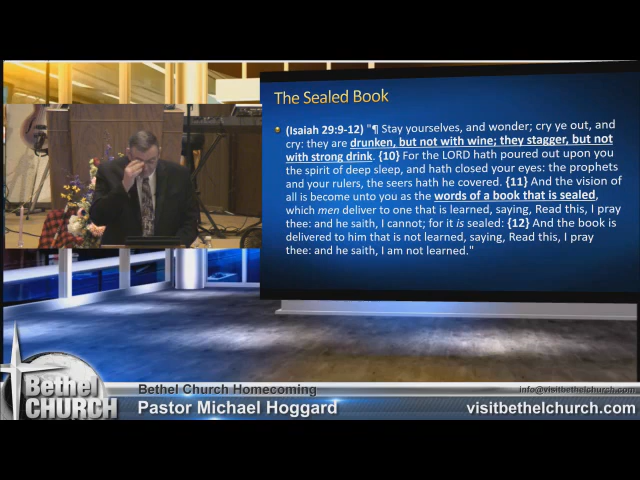 The Sealed Book
(Isaiah 29:9-12) "¶ Stay yourselves, and wonder; cry ye out, and
cry: they are drunken, but not with wine; they stagger, but not
with strong drink. {10} For the LORD hath poured out upon you
the spirit of deep sleep, and hath closed your eyes: the prophets
and your rulers, the seers hath he covered. {11} And the vision of
all is become unto you as the words of a book that is sealed,
which men deliver to one that is learned, saying, Read this, I pray
thee: and he saith, I cannot; for it is sealed: {12} And the book is
delivered to him that is not learned, saying, Read this, I pray
thee: and he saith, I am not learned."
Bethel
CHURCH
Bethel Church Homecoming
info@visitbethelchurch.com
Pastor Michael Hoggard
visitbethelchurch.com